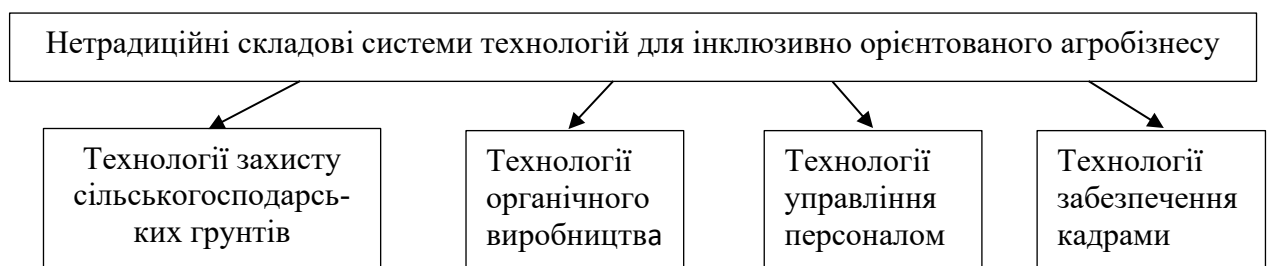 Нетрадиційні складові системи технологій для інклюзивно орієнтованого агробізнесу
Технології захисту
сільськогосподарсь-
ких грунтів
Технології
органічного
виробництва
Технології
управління
персоналом
Технології
забезпечення
кадрами